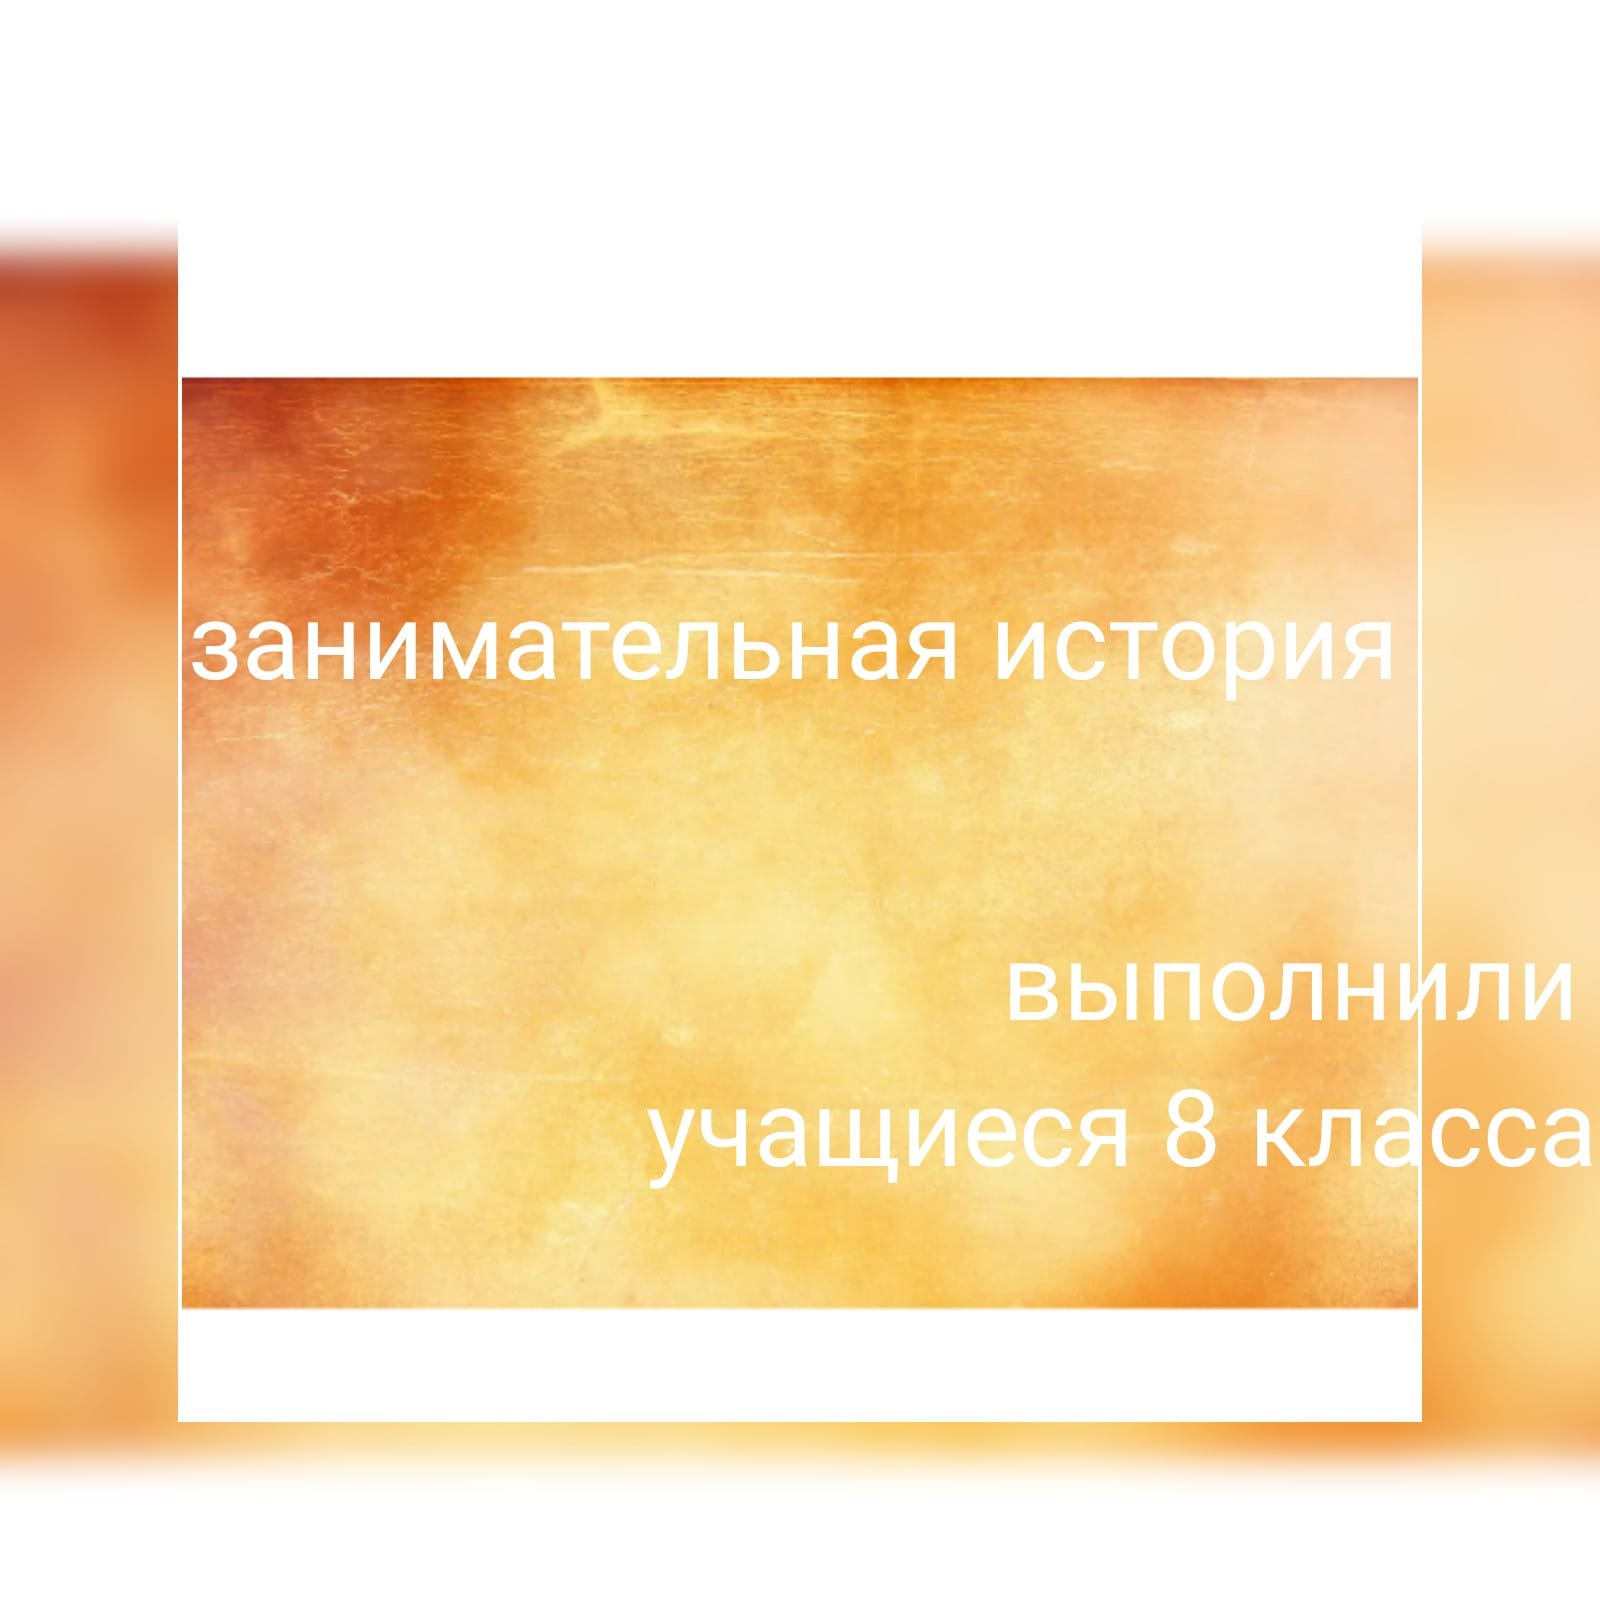 занимательная история
выполнили
учащиеся 8 класса